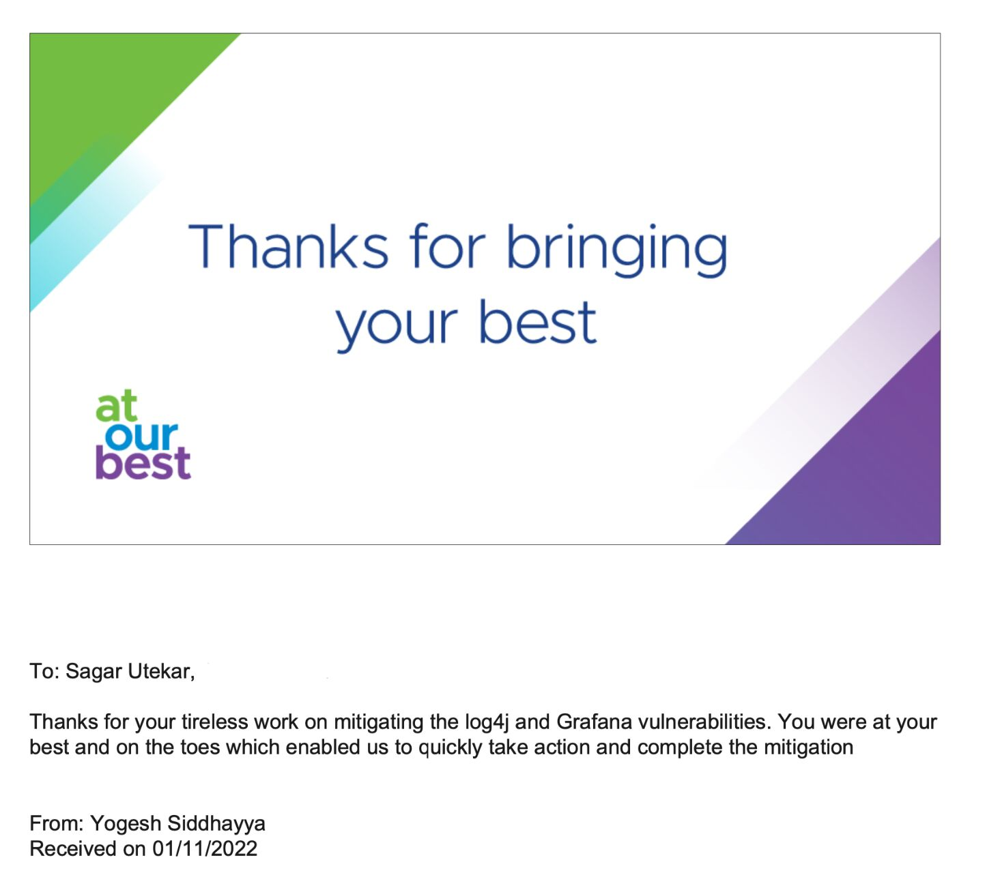 Thanks for bringing
your best
at
our
best
To: Sagar Utekar,
Thanks for your tireless work on mitigating the log4j and Grafana vulnerabilities. You were at your
best and on the toes which enabled us to quickly take action and complete the mitigation
From: Yogesh Siddhayya
Received on 01/11/2022